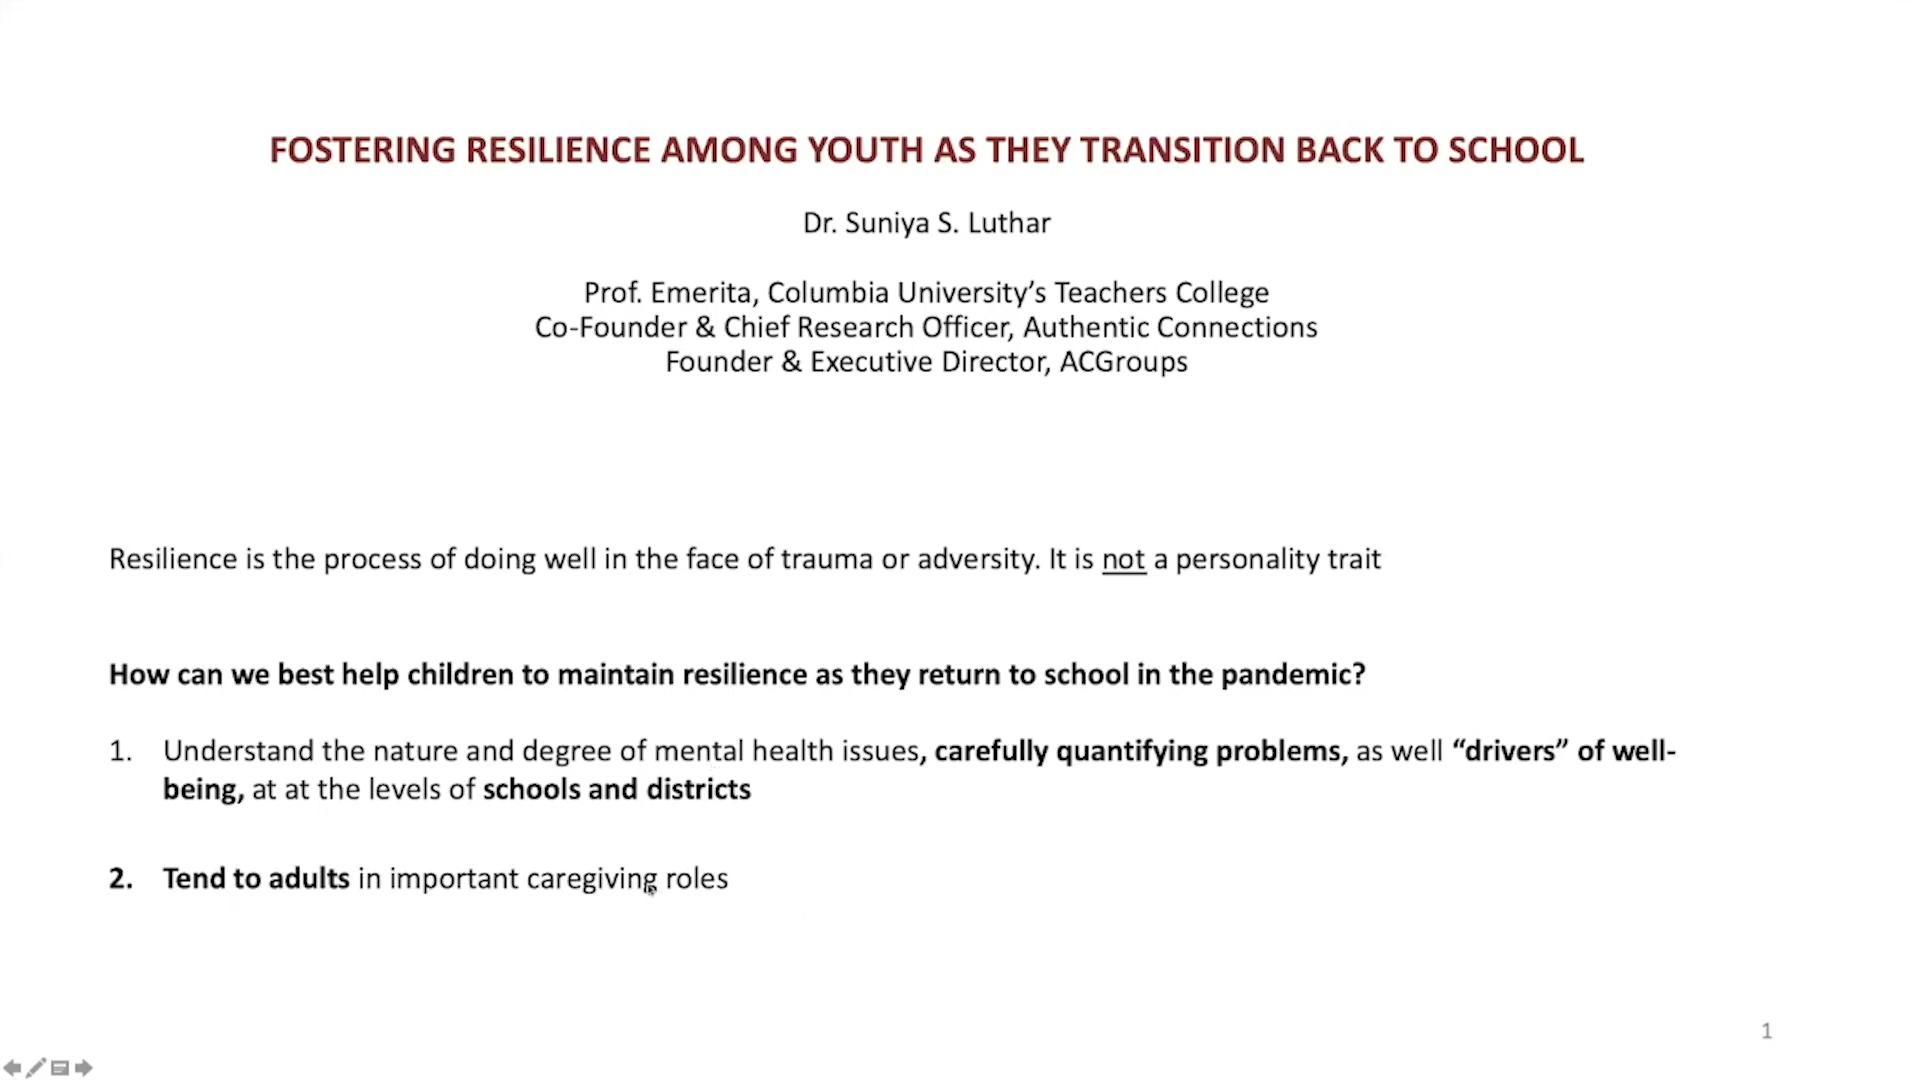 FOSTERING RESILIENCE AMONG YOUTH AS THEY TRANSITION BACK TO SCHOOL
Dr. Suniya S. Luthar
Prof. Emerita, Columbia University’s Teachers College
Co-Founder & Chief Research Officer, Authentic Connections
Founder & Executive Director, ACGroups
Resilience is the process of doing well in the face of trauma or adversity. It is not a personality trait
How can we best help children to maintain resilience as they return to school in the pandemic?
1. Understand the nature and degree of mental health issues, carefully quantifying problems, as well “drivers” of well-
being, at at the levels of schools and districts
2. Tend to adults in important caregiving roles
1